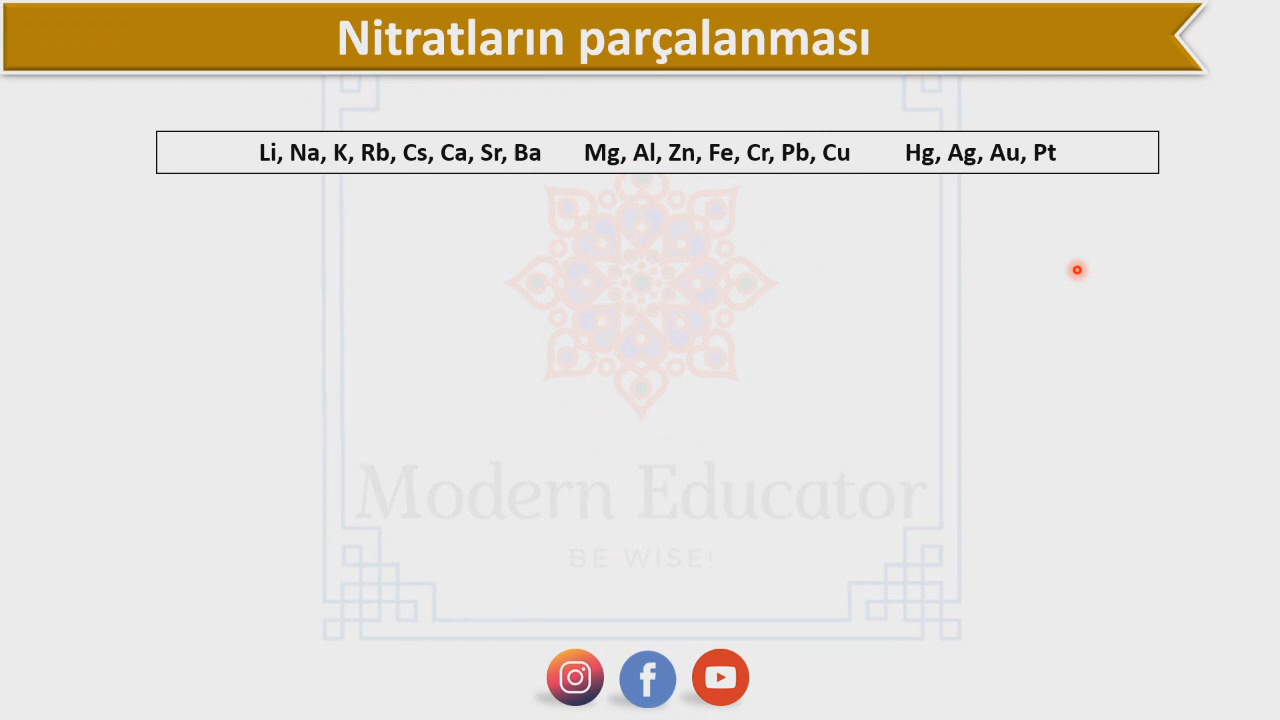 Nitratların parçalanması
Li, Na, K, Rb, Cs, Ca, Sr, Ba Mg, Al, Zn, Fe, Cr, Pb, Cu Hg, Ag, Au, Pt
Modern Educator
BE WISE!